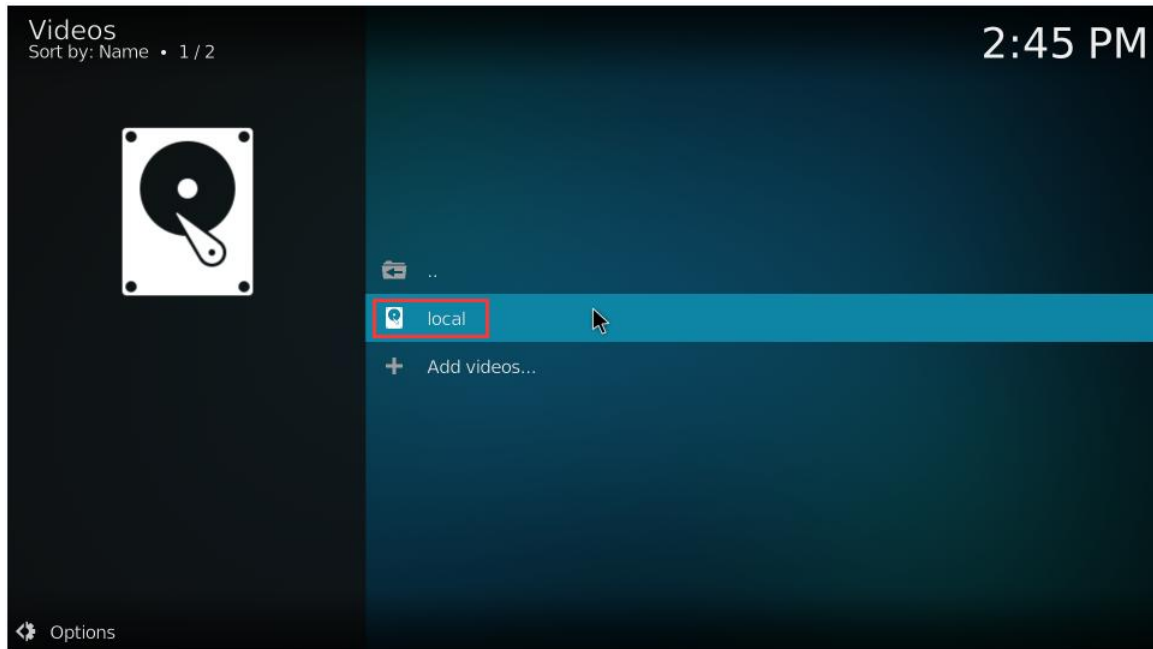 Videos
Sort by: Name • 1 / 2
2:45 PM
..
local
Add videos...
Options